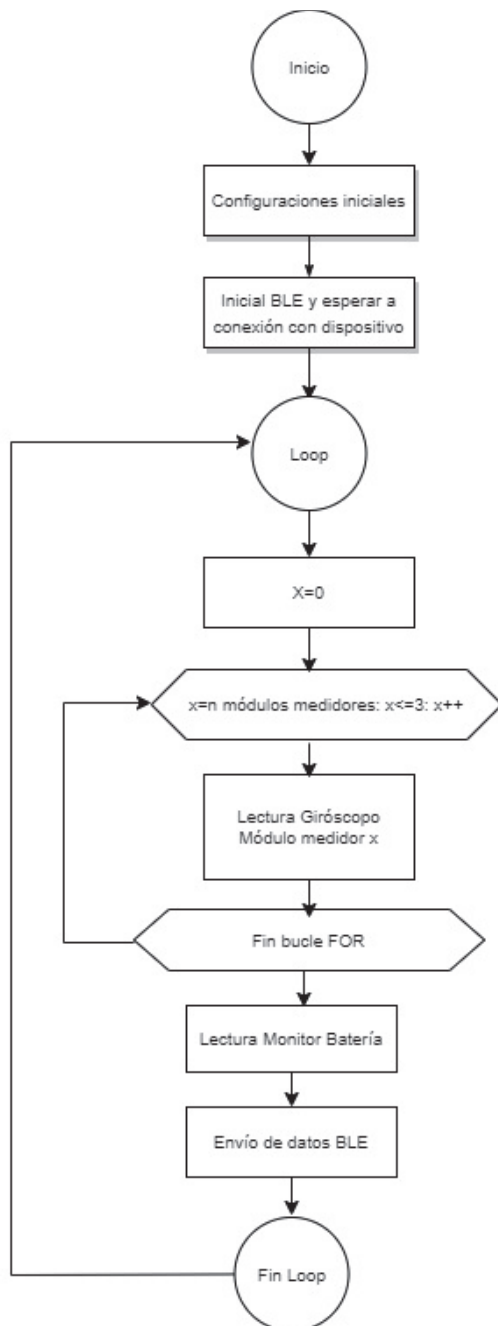 Inicio
Configuraciones iniciales
Inicial BLE y esperar a
conexión con dispositivo
Loop
X=0
x=n módulos medidores: x<=3: x++
Lectura Giróscopo
Módulo medidor x
Fin bucle FOR
Lectura Monitor Batería
Envío de datos BLE
Fin Loop